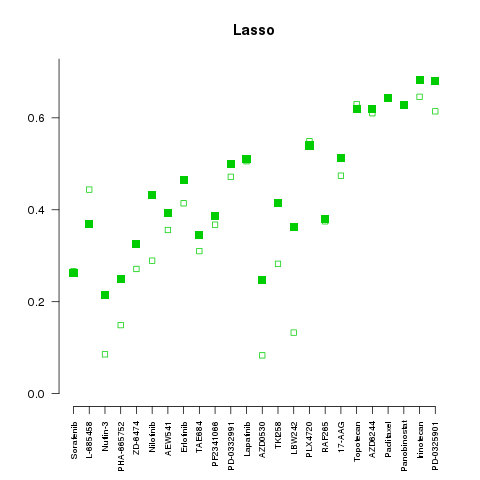 Lasso
0.6
0.4
0.2
0.0
Sorafenib
L-685458
Nutlin-3
PHA-665752
ZD-6474
Nilotinib
AEW541
Erlotinib
TAE684
PF2341066
PD-0332991
Lapatinib
AZD0530
TKI258
LBW242
PLX4720
RAF265
17-AAG
Topotecan
AZD6244
Paclitaxel
Panobinostat
Irinotecan
PD-0325901